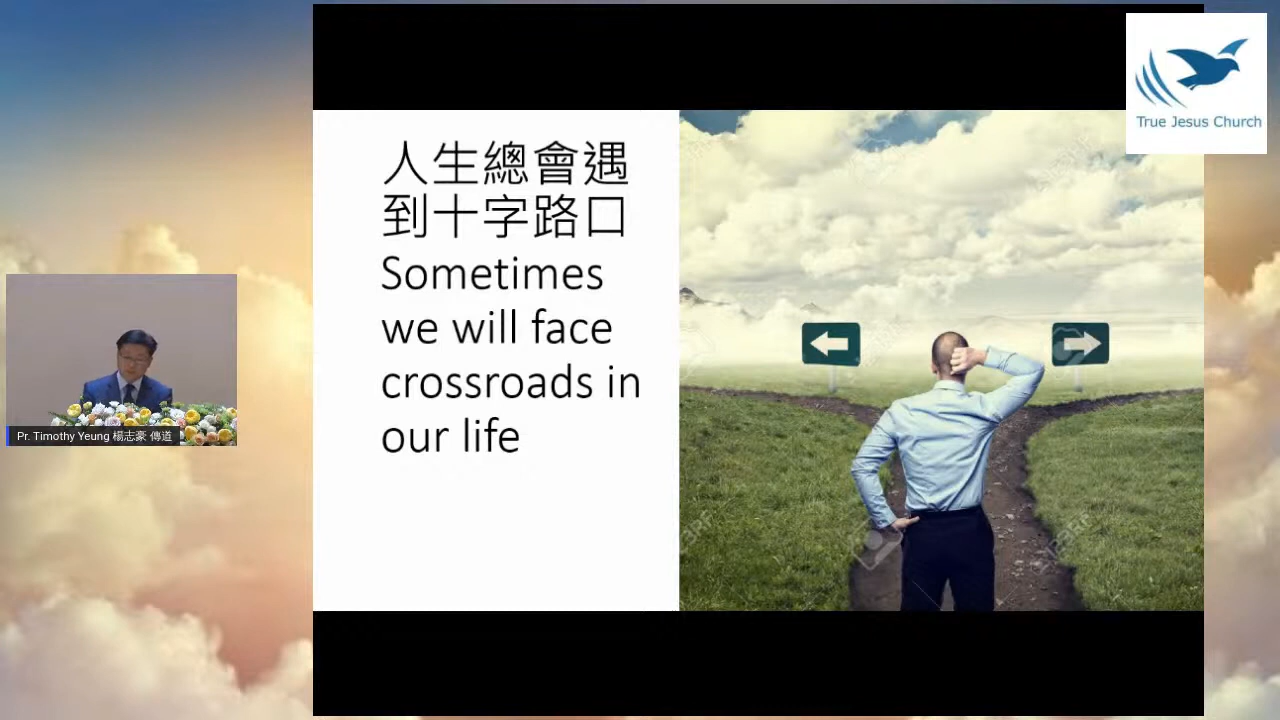 True Jesus Church
人生總會遇
到十字路口
Sometimes
we will face
crossroads in
our life
Pr. Timothy Yeung 楊志豪 傳道